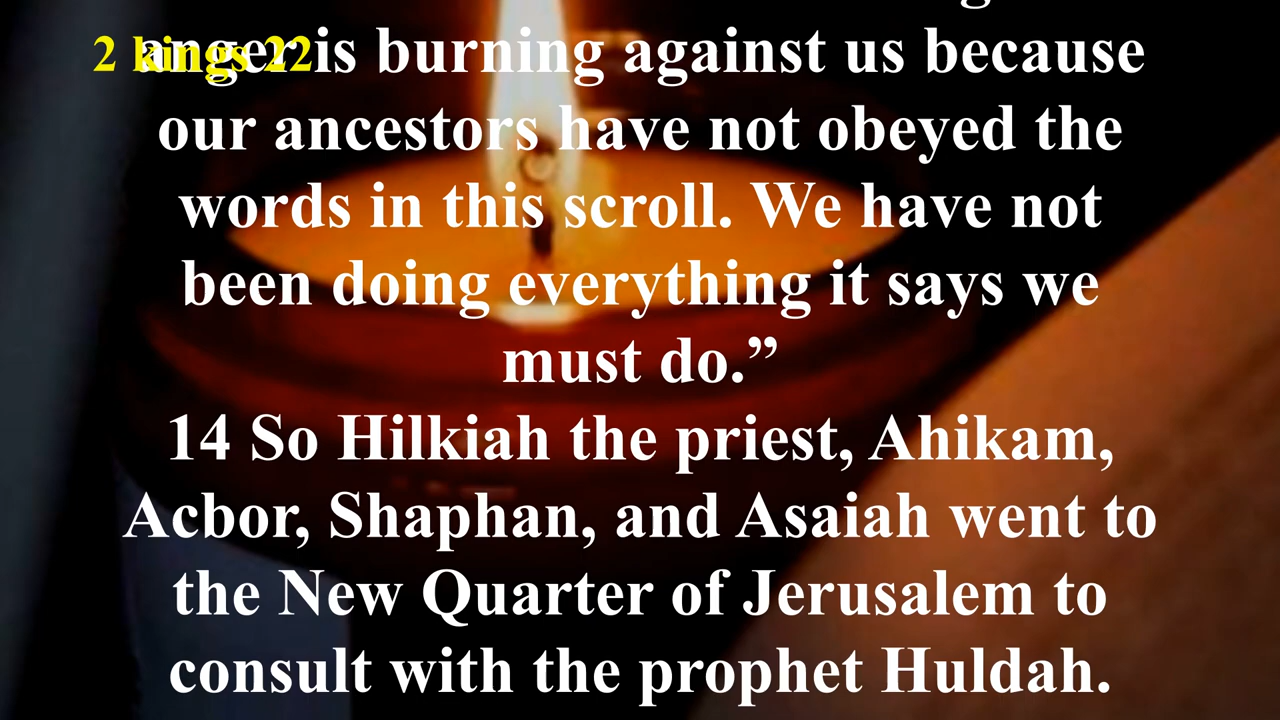 2 kings 22
anger is burning against us because
our ancestors have not obeyed the
words in this scroll. We have not
been doing everything it says we
must do.”
14 So Hilkiah the priest, Ahikam,
Acbor, Shaphan, and Asaiah went to
the New Quarter of Jerusalem to
consult with the prophet Huldah.